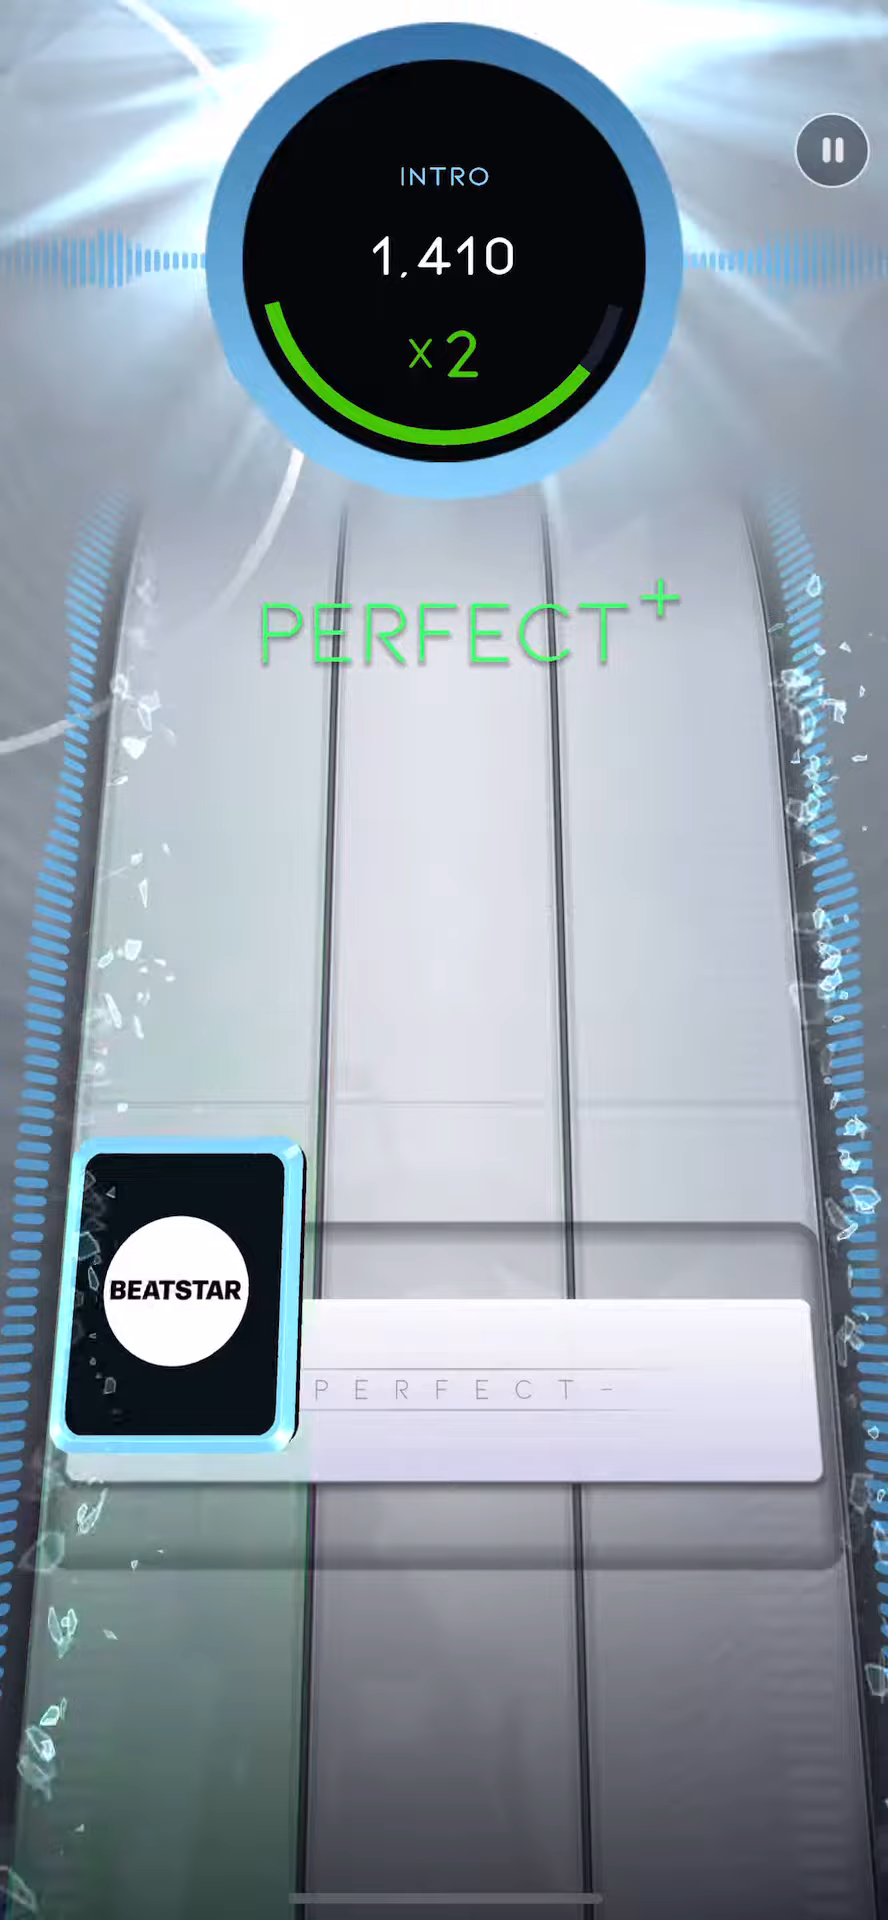 INTRO
1,410
x2
PERFECT+
BEATSTAR
PERFECT-